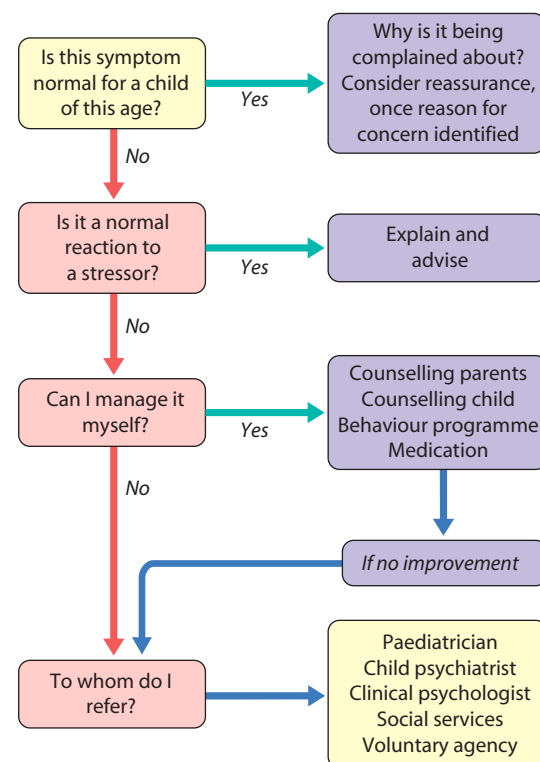 Is this symptom
normal for a child
of this age?
Yes
Why is it being
complained about?
Consider reassurance,
once reason for
concern identified
No
Is it a normal
reaction to
a stressor?
Yes
Explain and
advise
No
Can I manage it
myself?
Yes
Counselling parents
Counselling child
Behaviour programme
Medication
No
If no improvement
To whom do I
refer?
Paediatrician
Child psychiatrist
Clinical psychologist
Social services
Voluntary agency